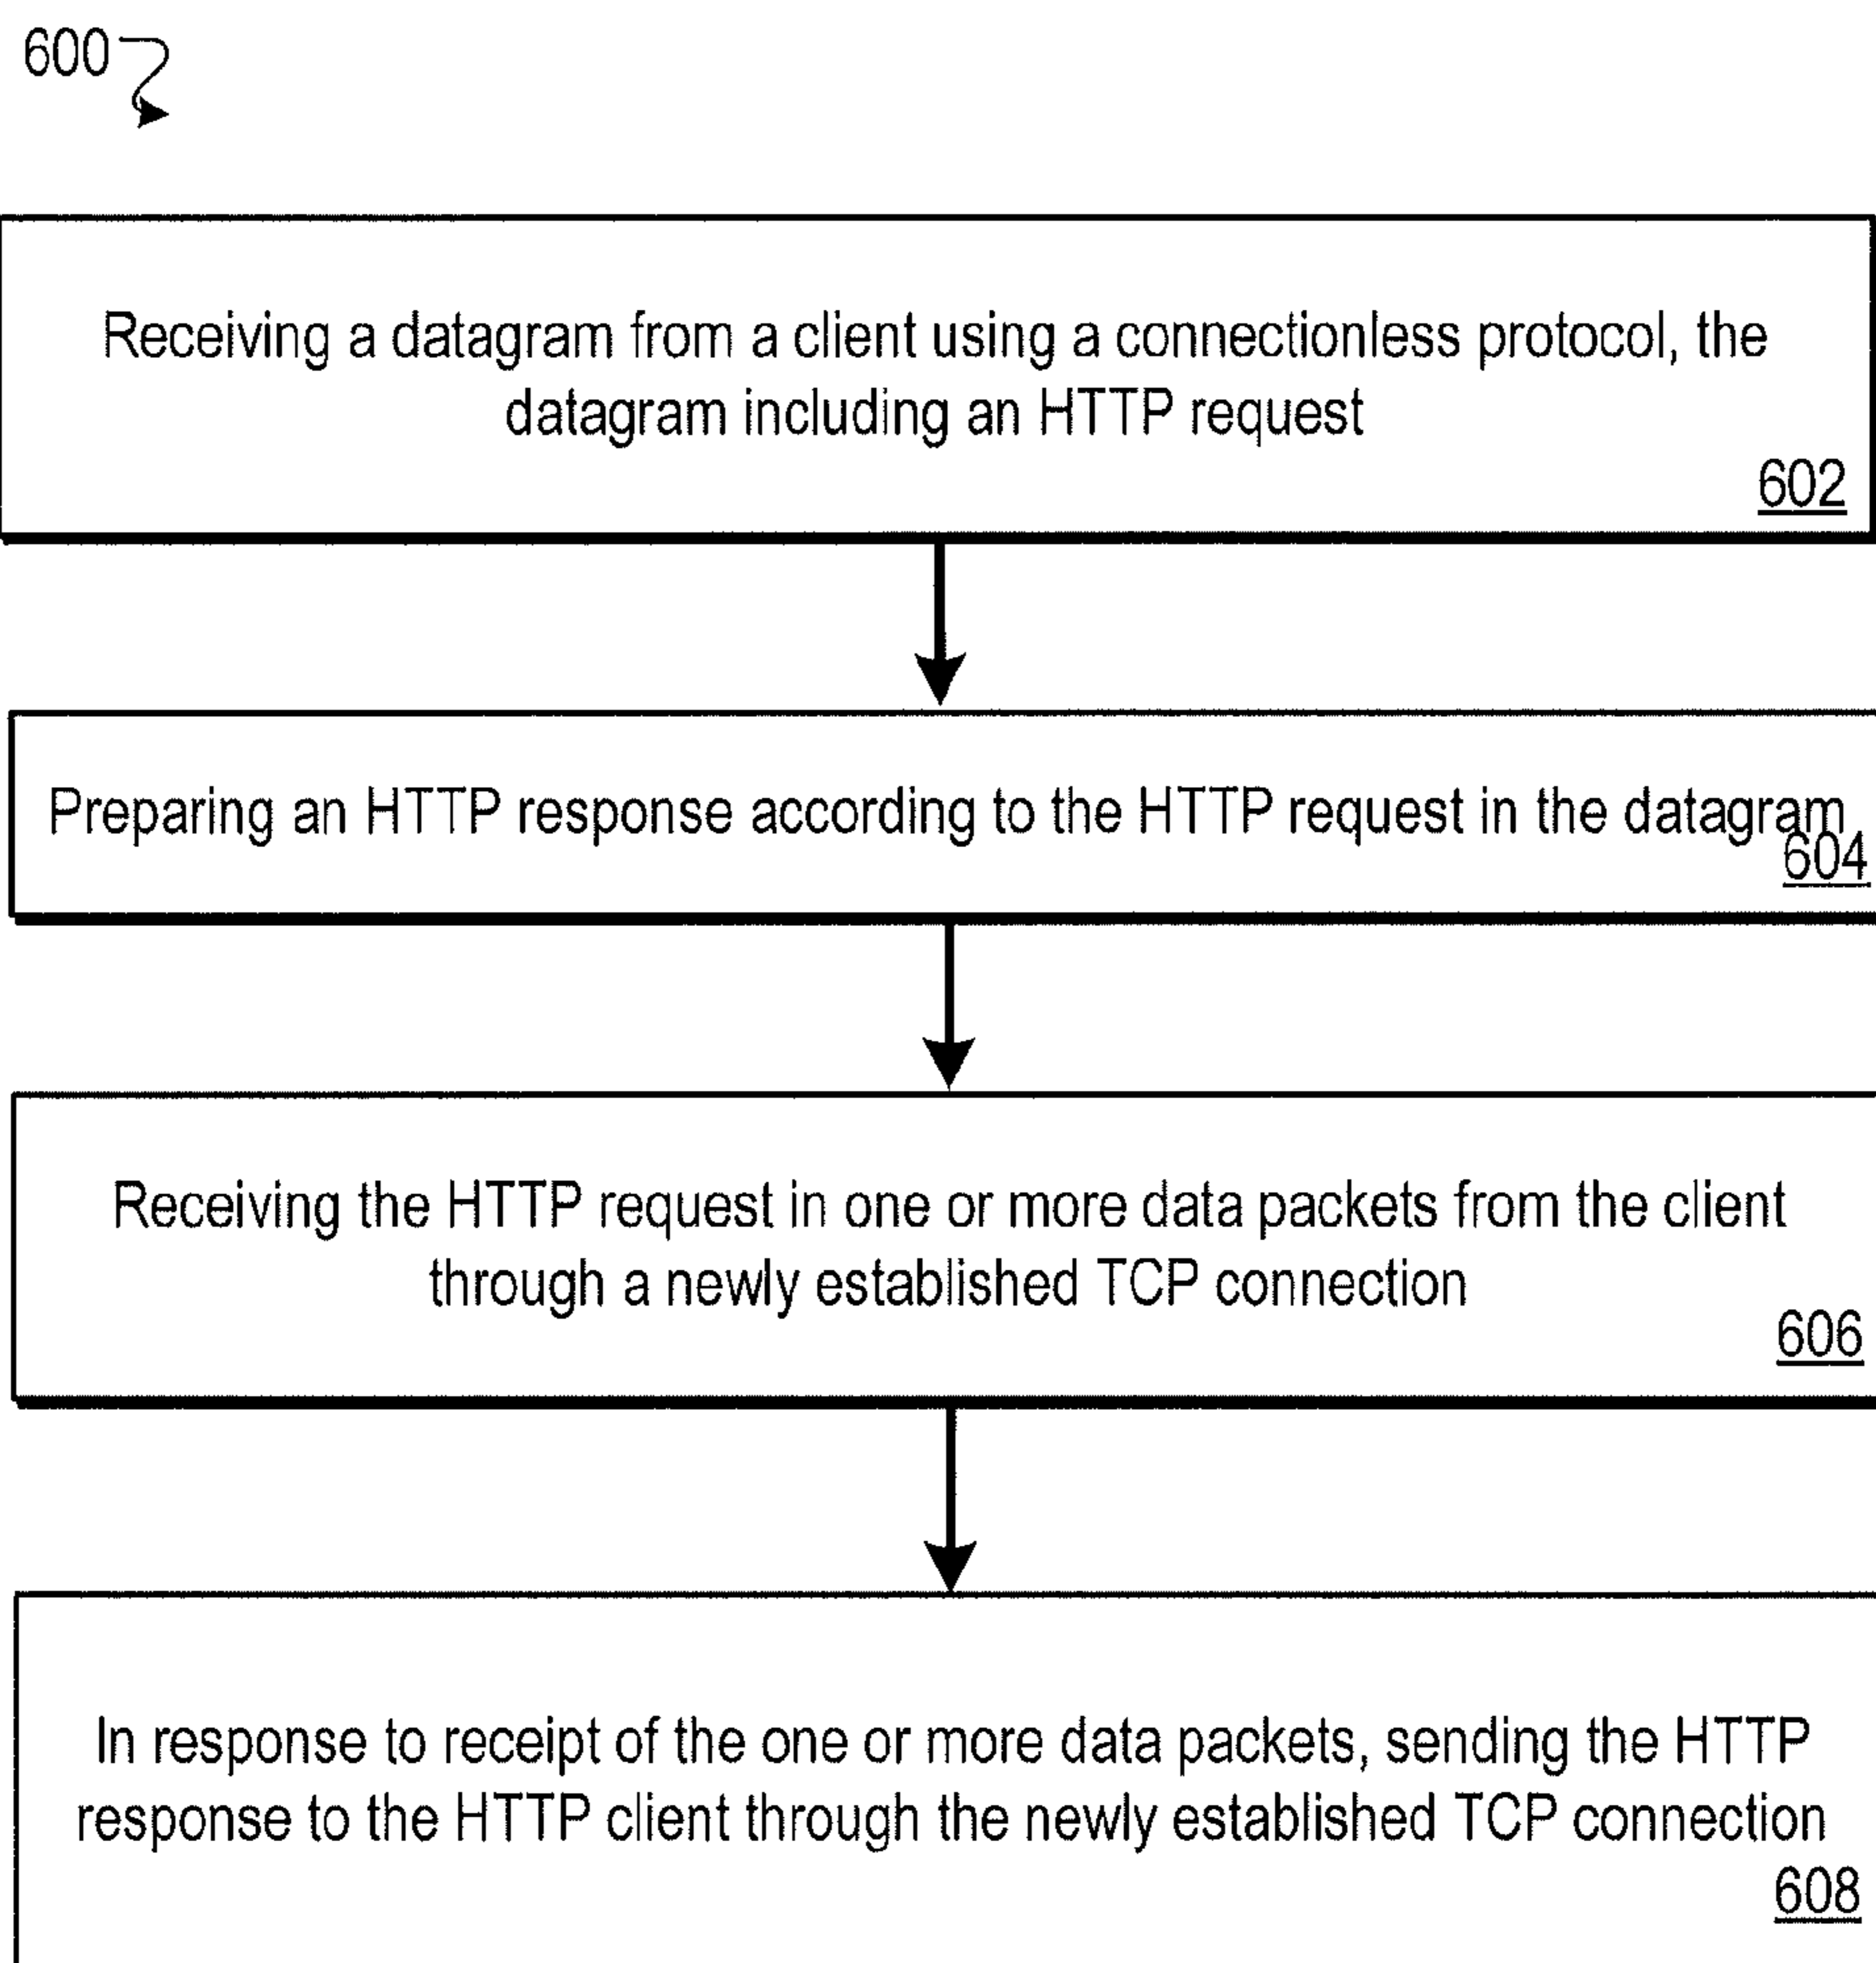 600
Receiving a datagram from a client using a connectionless protocol, the
datagram including an HTTP request
602
Preparing an HTTP response according to the HTTP request in the datagram
604
Receiving the HTTP request in one or more data packets from the client
through a newly established TCP connection
606
In response to receipt of the one or more data packets, sending the HTTP
response to the HTTP client through the newly established TCP connection
608